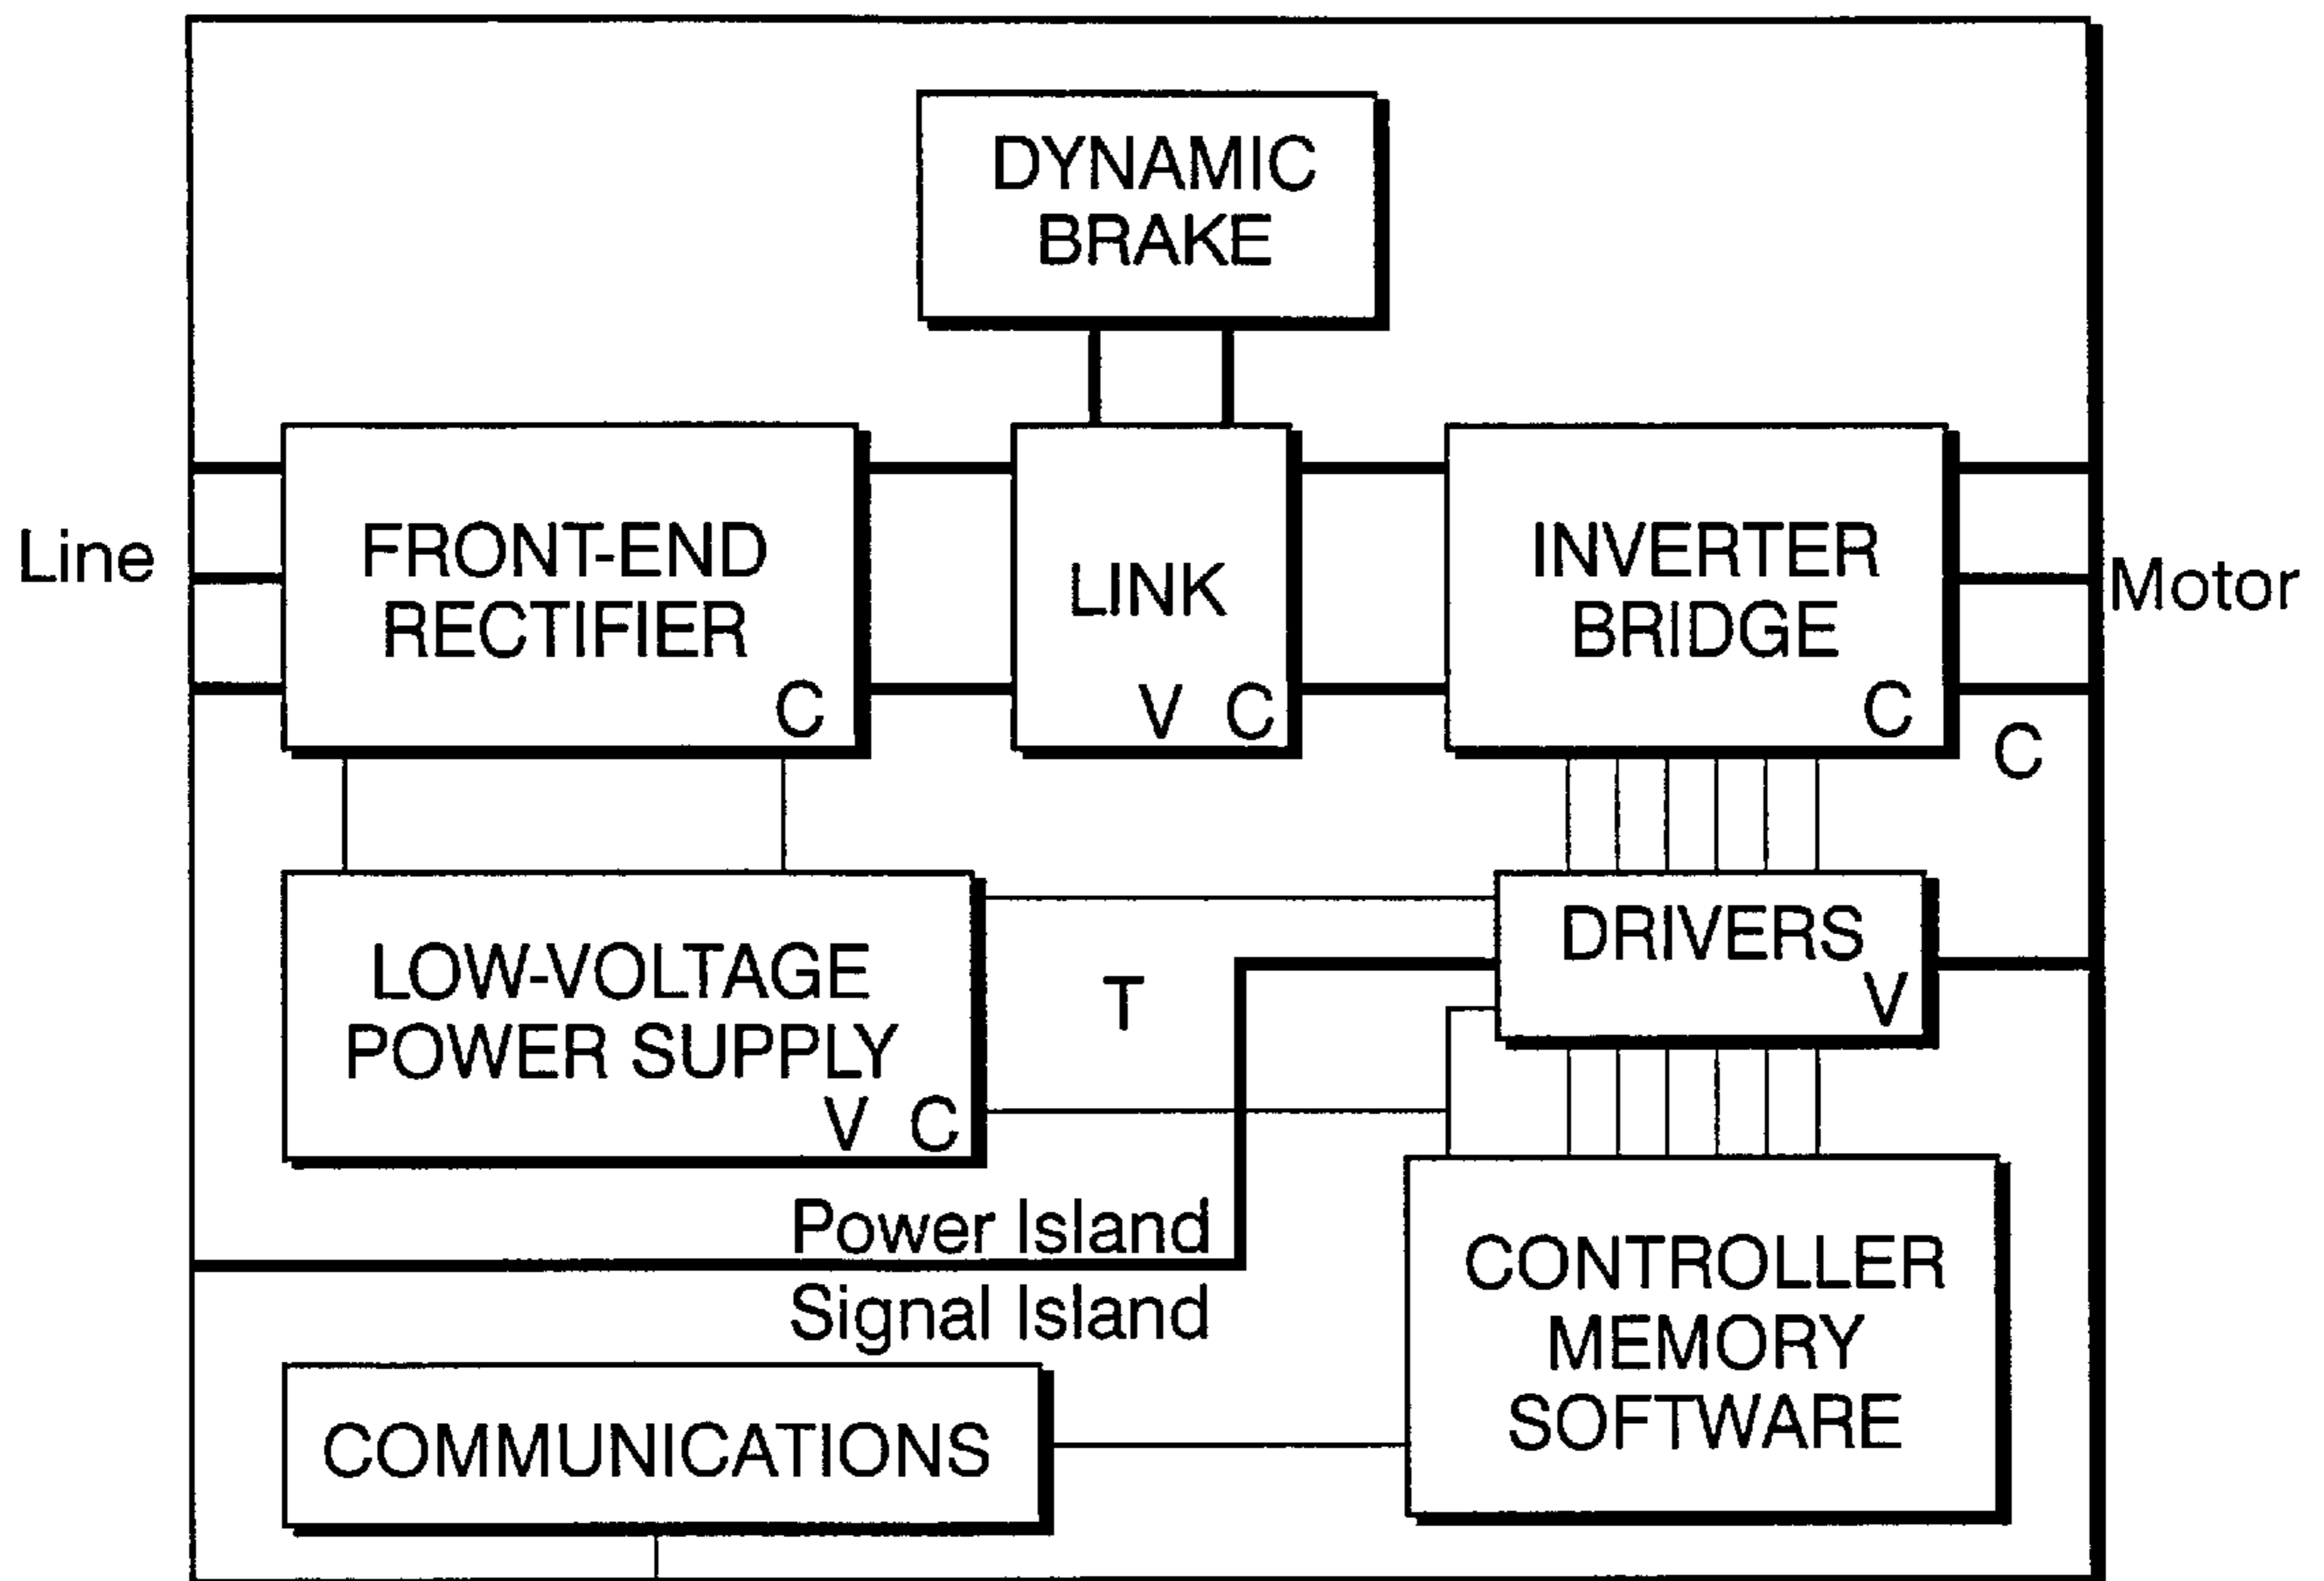 DYNAMIC
BRAKE
Line
FRONT-END
RECTIFIER
C
LINK
V C
INVERTER
BRIDGE
C
Motor
C
LOW-VOLTAGE
POWER SUPPLY
V C
T
DRIVERS
V
Power Island
Signal Island
CONTROLLER
MEMORY
SOFTWARE
COMMUNICATIONS